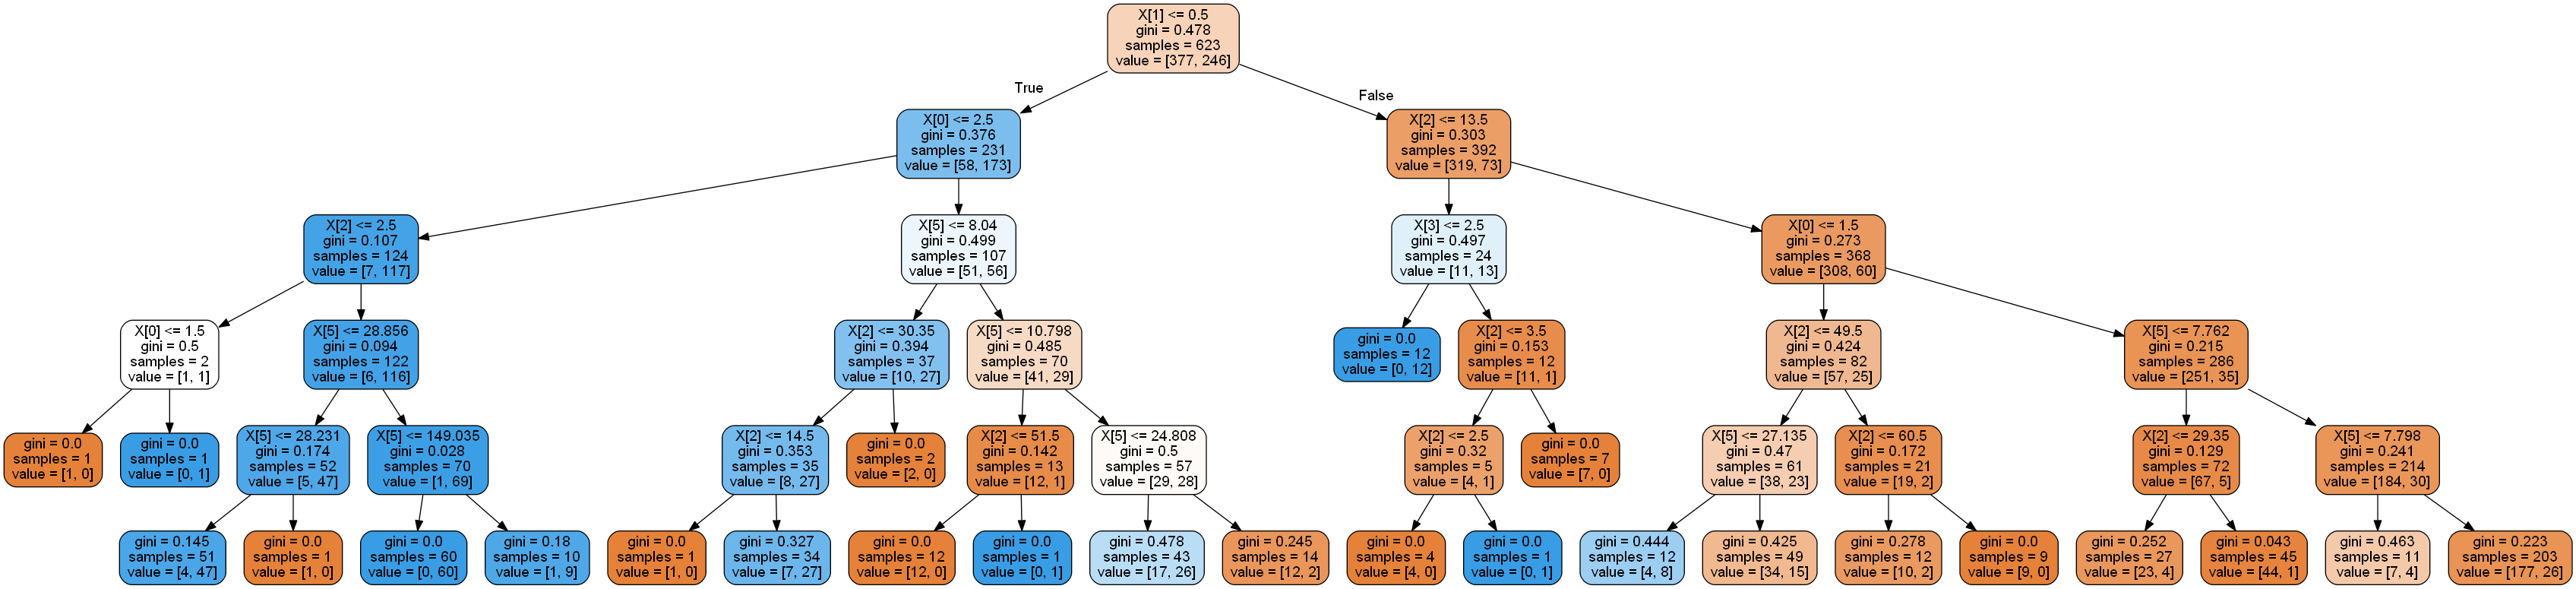 X[1] <= 0.5
gini = 0.478
samples = 623
value = [377, 246]
True
False
X[0] <= 2.5
gini = 0.376
samples = 231
value = [58, 173]
X[2] <= 13.5
gini = 0.303
samples = 392
value = [319, 73]
X[2] <= 2.5
gini = 0.107
samples = 124
value = [7, 117]
X[5] <= 8.04
gini = 0.499
samples = 107
value = [51, 56]
X[3] <= 2.5
gini = 0.497
samples = 24
value = [11, 13]
X[0] <= 1.5
gini = 0.273
samples = 368
value = [308, 60]
X[0] <= 1.5
gini = 0.5
samples = 2
value = [1, 1]
X[5] <= 28.856
gini = 0.094
samples = 122
value = [6, 116]
X[2] <= 30.35
gini = 0.394
samples = 37
value = [10, 27]
X[5] <= 10.798
gini = 0.485
samples = 70
value = [41, 29]
gini = 0.0
samples = 12
value = [0, 12]
X[2] <= 3.5
gini = 0.153
samples = 12
value = [11, 1]
X[2] <= 49.5
gini = 0.424
samples = 82
value = [57, 25]
X[5] <= 7.762
gini = 0.215
samples = 286
value = [251, 35]
gini = 0.0
samples = 1
value = [1, 0]
gini = 0.0
samples = 1
value = [0, 1]
X[5] <= 28.231
gini = 0.174
samples = 52
value = [5, 47]
X[5] <= 149.035
gini = 0.028
samples = 70
value = [1, 69]
X[2] <= 14.5
gini = 0.353
samples = 35
value = [8, 27]
gini = 0.0
samples = 2
value = [2, 0]
X[2] <= 51.5
gini = 0.142
samples = 13
value = [12, 1]
X[5] <= 24.808
gini = 0.5
samples = 57
value = [29, 28]
X[2] <= 2.5
gini = 0.32
samples = 5
value = [4, 1]
gini = 0.0
samples = 7
value = [7, 0]
X[5] <= 27.135
gini = 0.47
samples = 61
value = [38, 23]
X[2] <= 60.5
gini = 0.172
samples = 21
value = [19, 2]
X[2] <= 29.35
gini = 0.129
samples = 72
value = [67, 5]
X[5] <= 7.798
gini = 0.241
samples = 214
value = [184, 30]
gini = 0.145
samples = 51
value = [4, 47]
gini = 0.0
samples = 1
value = [1, 0]
gini = 0.0
samples = 60
value = [0, 60]
gini = 0.18
samples = 10
value = [1, 9]
gini = 0.0
samples = 1
value = [1, 0]
gini = 0.327
samples = 34
value = [7, 27]
gini = 0.0
samples = 12
value = [12, 0]
gini = 0.0
samples = 1
value = [0, 1]
gini = 0.478
samples = 43
value = [17, 26]
gini = 0.245
samples = 14
value = [12, 2]
gini = 0.0
samples = 4
value = [4, 0]
gini = 0.0
samples = 1
value = [0, 1]
gini = 0.444
samples = 12
value = [4, 8]
gini = 0.425
samples = 49
value = [34, 15]
gini = 0.278
samples = 12
value = [10, 2]
gini = 0.0
samples = 9
value = [9, 0]
gini = 0.252
samples = 27
value = [23, 4]
gini = 0.043
samples = 45
value = [44, 1]
gini = 0.463
samples = 11
value = [7, 4]
gini = 0.223
samples = 203
value = [177, 26]